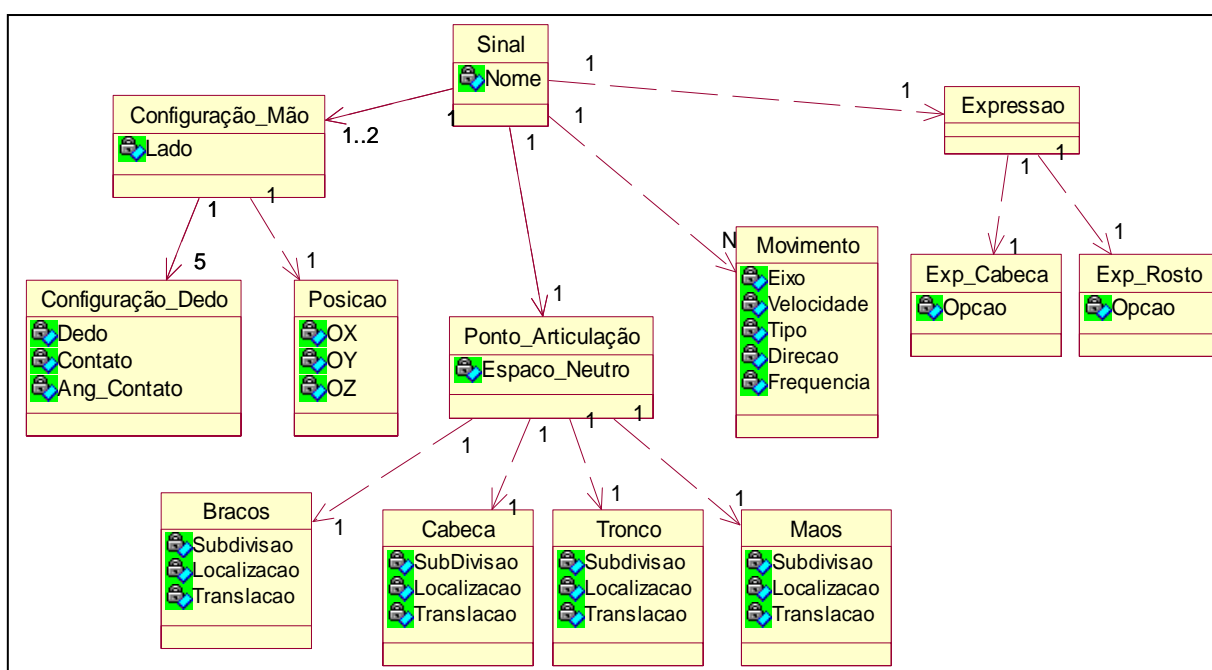 Sinal
Nome
1
1
1
1
1
1
Expressao
1..2
Configuração_Mão
Lado
1
1
5
1
Configuração_Dedo
Dedo
Contato
Ang_Contato
Posicao
OX
OY
OZ
1
Ponto_Articulação
Espaco_Neutro
N
Movimento
Eixo
Velocidade
Tipo
Direcao
Frequência
1
1
1
1
Exp_Cabeca
Opcao
Exp_Rosto
Opcao
1
1
1
1
1
1
1
1
Bracos
Subdivisao
Localizacao
Translacao
Cabeca
SubDivisao
Localizacao
Translacao
Tronco
Subdivisao
Localizacao
Translacao
Maos
Subdivisao
Localizacao
Translacao